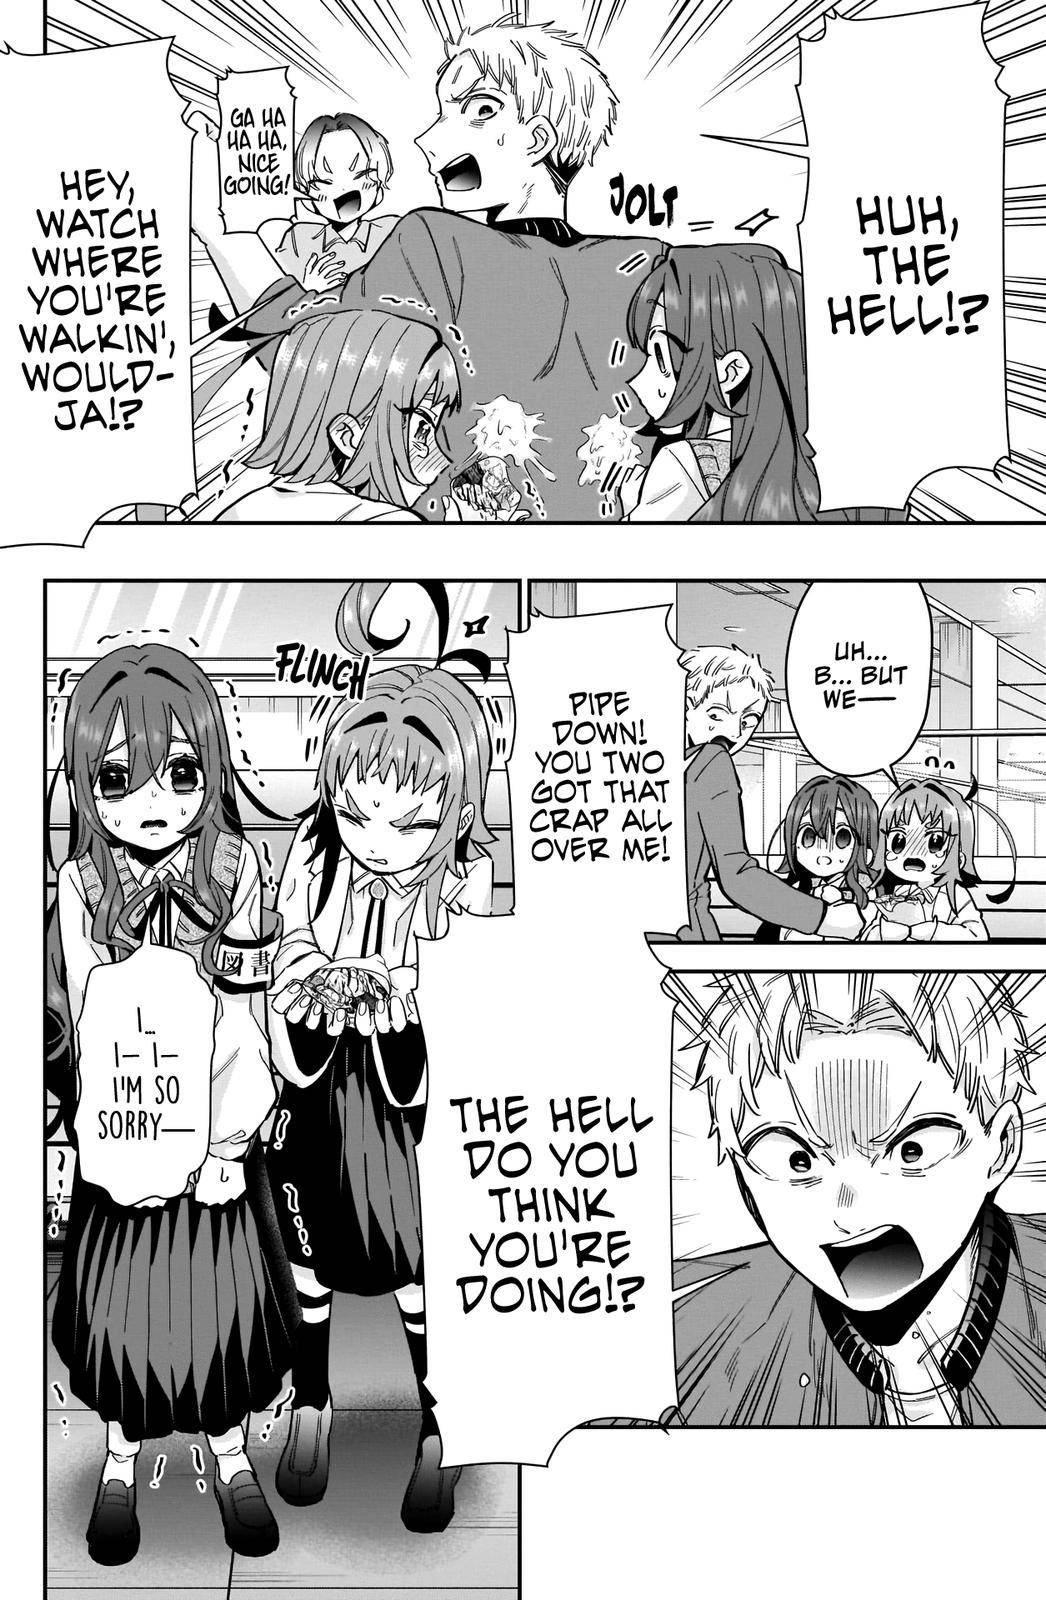 HUH,
THE
HELL!?
JOLT
GA HA
HA HA,
NICE
GOING!
HEY,
WATCH
WHERE
YOU'RE
WALKIN',
WOULD-
JA!?
UH...
B... BUT
WE——
PIPE
DOWN!
YOU TWO
GOT THAT
CRAP ALL
OVER ME!
THE HELL
DO YOU
THINK
YOU'RE
DOING!?
FLINCH
図書
I...
I- I-
I'M SO
SORRY——